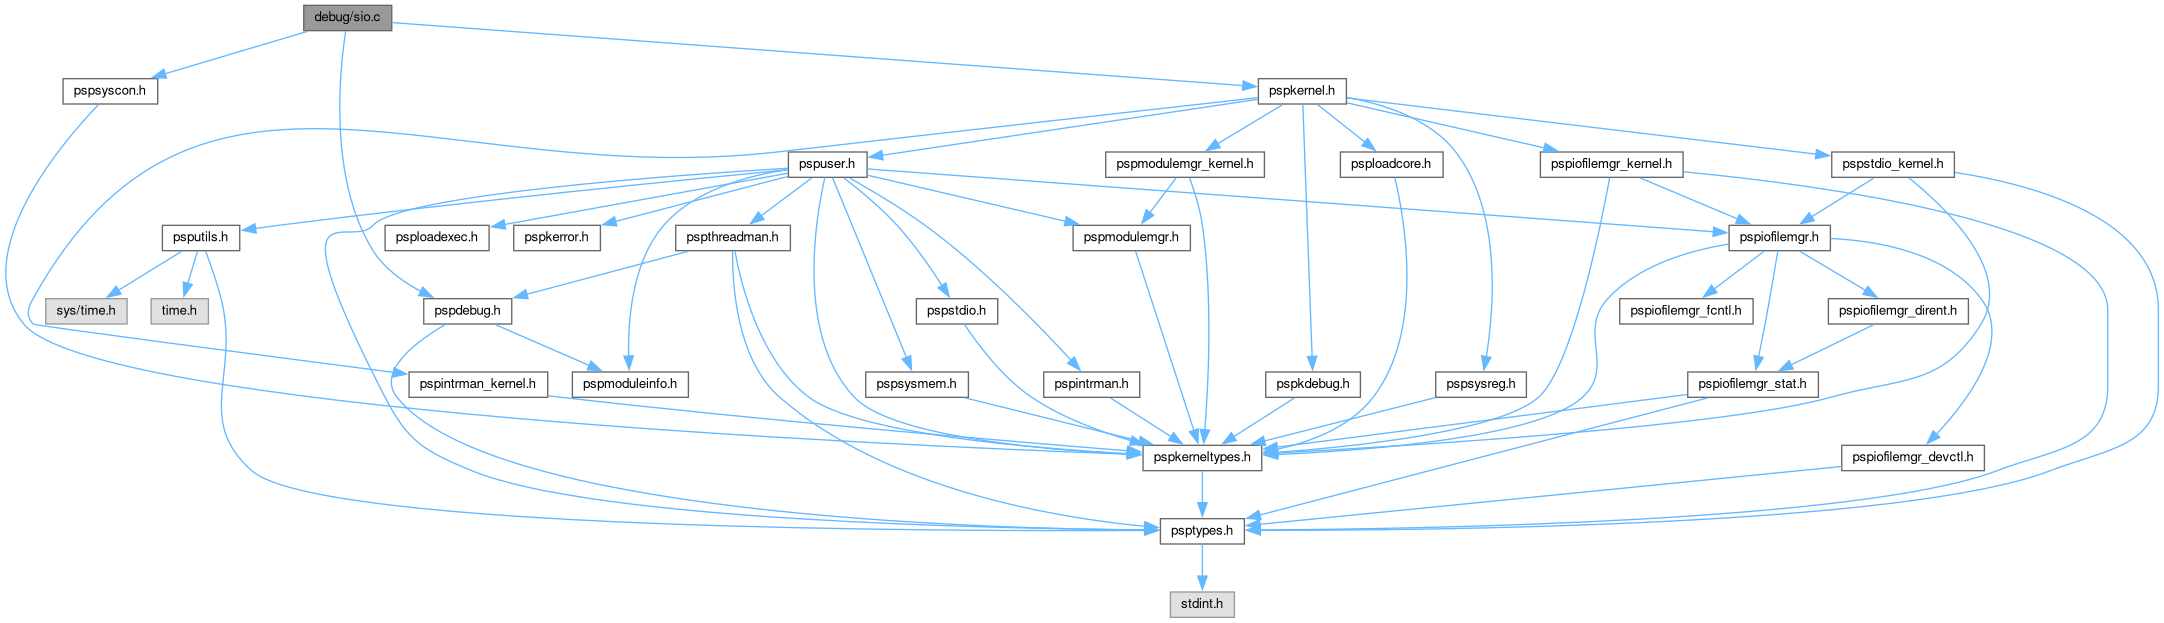 debug/sio.c
pspsyscon.h
pspkernel.h
pspuser.h
pspmodulemgr_kernel.h
psploadcore.h
pspiofilemgr_kernel.h
pspstdio_kernel.h
psputils.h
psploadexec.h
pspkerror.h
pspthreadman.h
pspmodulemgr.h
pspiofilemgr.h
sys/time.h
time.h
pspdebug.h
pspstdio.h
pspiofilemgr_fcntl.h
pspiofilemgr_dirent.h
pspintrman_kernel.h
pspmoduleinfo.h
pspsysmem.h
pspintrman.h
pspkdebug.h
pspsysreg.h
pspiofilemgr_stat.h
pspkerneltypes.h
pspiofilemgr_devctl.h
psptypes.h
stdint.h